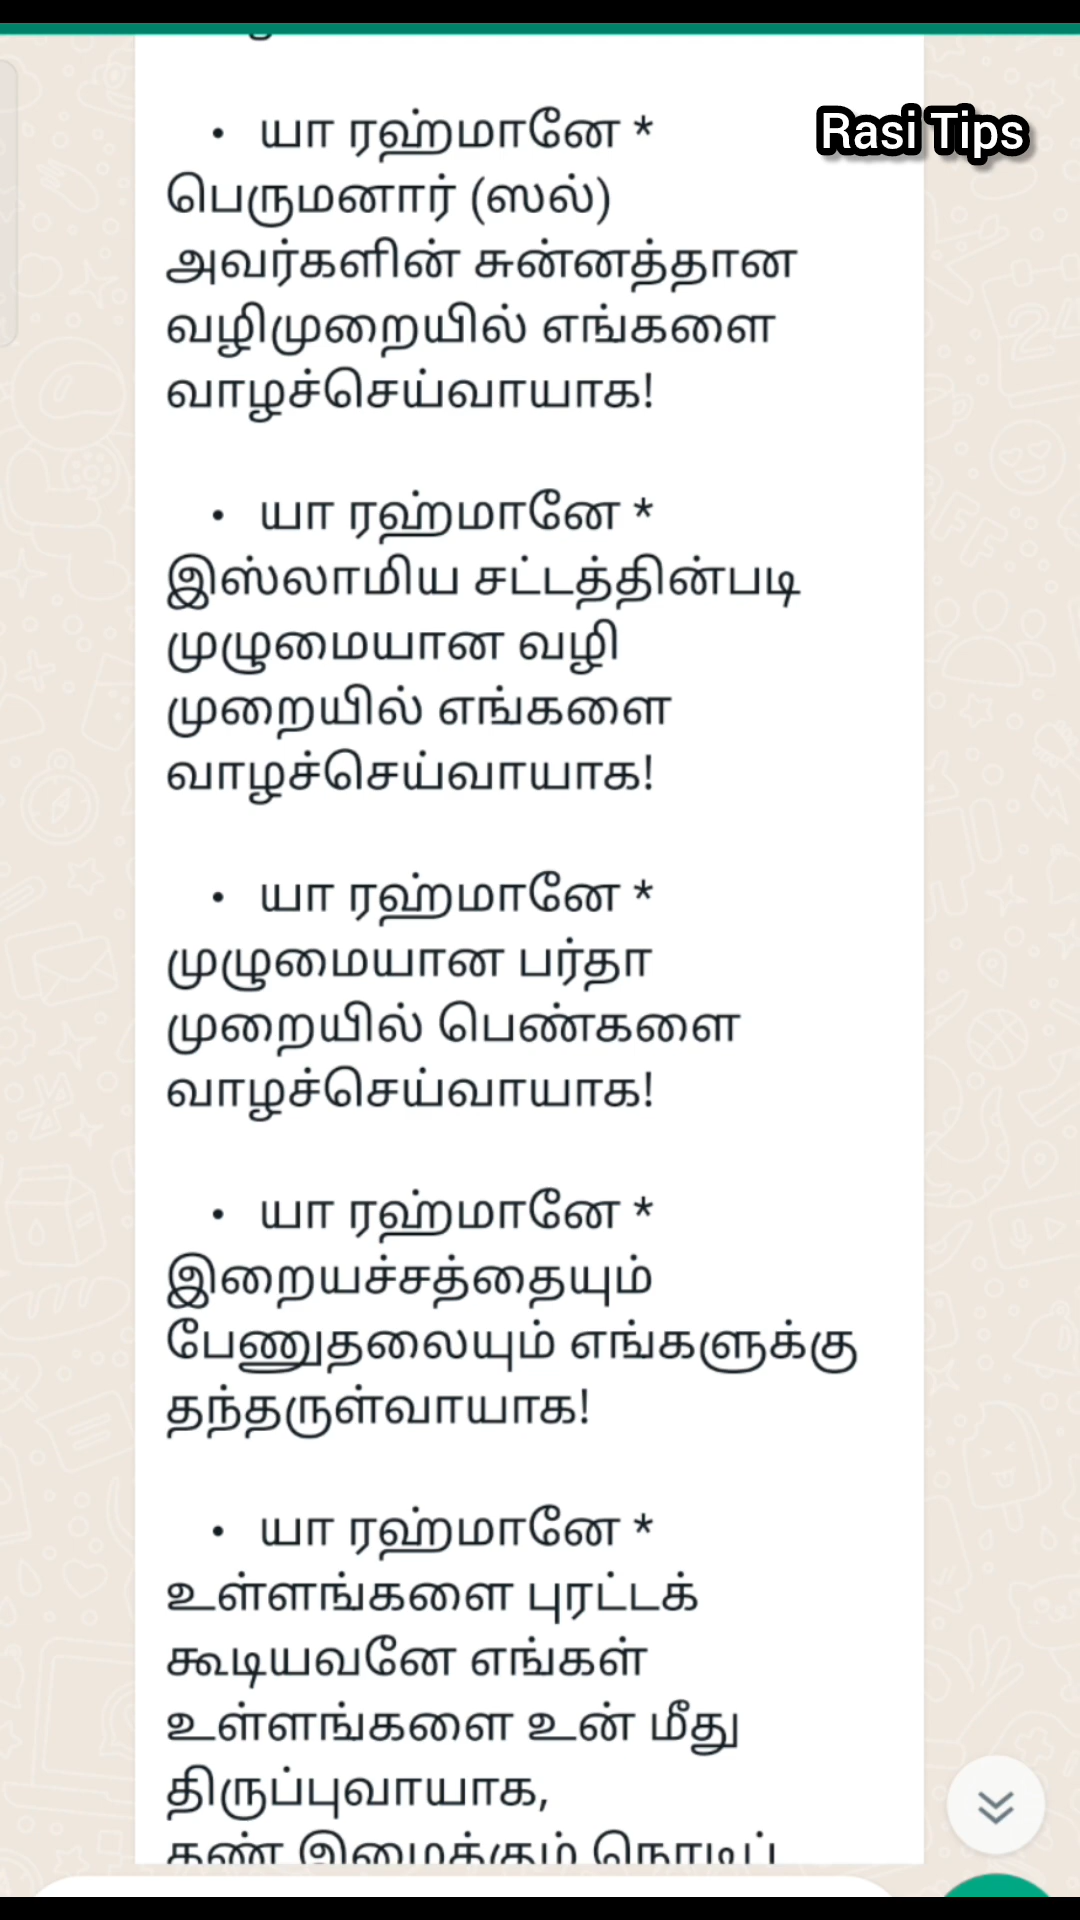 Rasi Tips
• யா ரஹ்மானே *
பெருமனார் (ஸல்)
அவர்களின் சுன்னத்தான
வழிமுறையில் எங்களை
வாழச்செய்வாயாக!
• யா ரஹ்மானே *
இஸ்லாமிய சட்டத்தின்படி
முழுமையான வழி
முறையில் எங்களை
வாழச்செய்வாயாக!
• யா ரஹ்மானே *
முழுமையான பர்தா
முறையில் பெண்களை
வாழச்செய்வாயாக!
• யா ரஹ்மானே *
இறையச்சத்தையும்
பேணுதலையும் எங்களுக்கு
தந்தருள்வாயாக!
• யா ரஹ்மானே *
உள்ளங்களை புரட்டக்
கூடியவனே எங்கள்
உள்ளங்களை உன் மீது
திருப்புவாயாக,
கண் இமைக்கும் நொடிப்